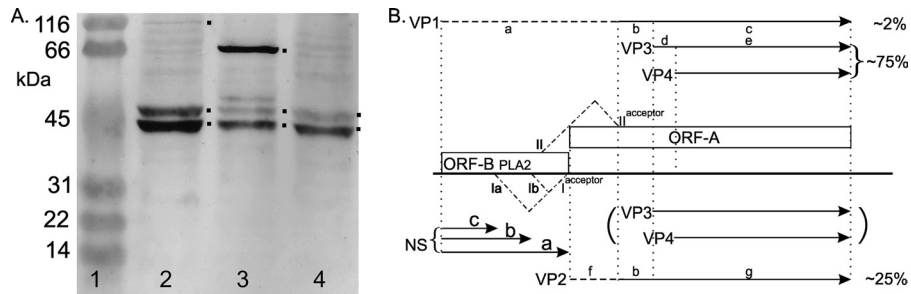 A.
116
66
kDa
45
31
22
14
1 2 3 4
B.
VP1 a b c ~2%
VP3 d e
VP4 ~75%
II acceptor
II ORF-A
ORF-B PLA2
Ia Ib I acceptor
c
b
NS a
( VP3 )
VP4
VP2 f b g ~25%